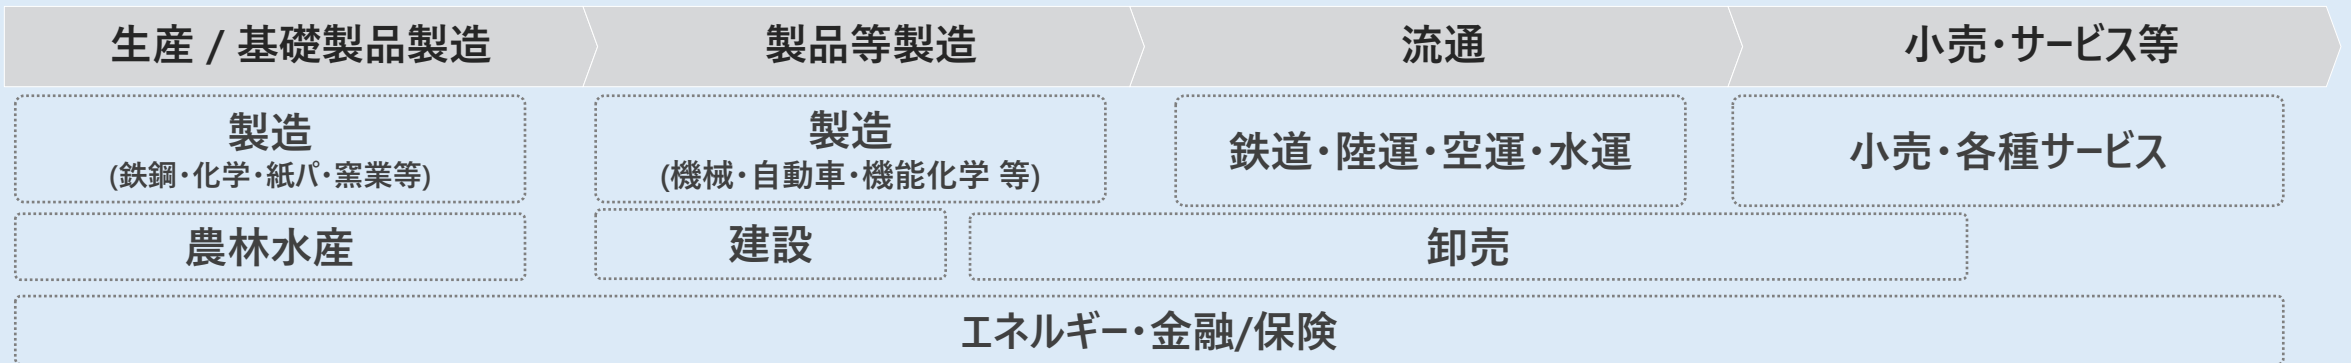 生産 / 基礎製品製造
製品等製造
流通
小売・サービス等
製造
(鉄鋼・化学・紙パ・窯業等)
製造
(機械・自動車・機能化学 等)
鉄道・陸運・空運・水運
小売・各種サービス
農林水産
建設
卸売
エネルギー・金融/保険